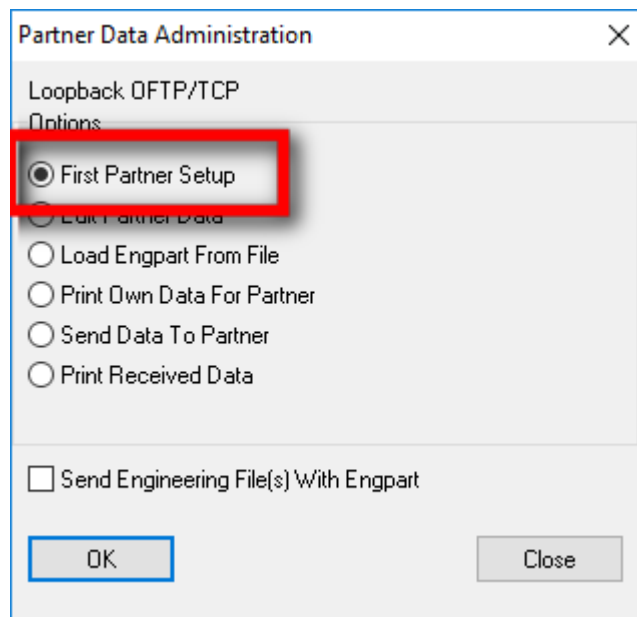 Partner Data Administration
Loopback OFTP/TCP
Options
First Partner Setup
Edit Partner Data
Load Engpart From File
Print Own Data For Partner
Send Data To Partner
Print Received Data
Send Engineering File(s) With Engpart
OK
Close